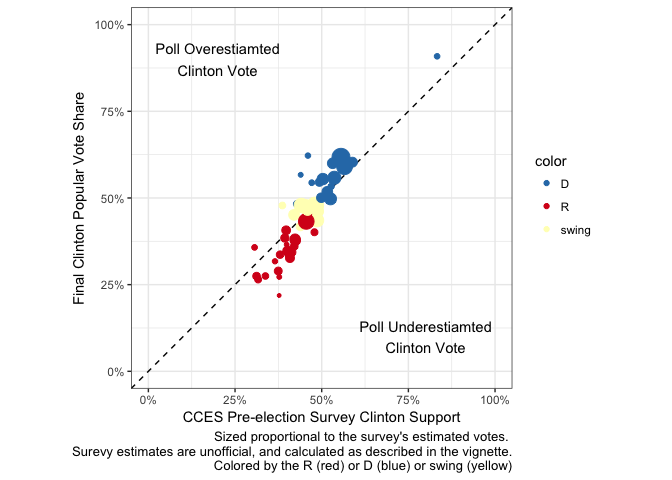 100%
75%
50%
25%
0%
Final Clinton Popular Vote Share
Poll Overestiamted
Clinton Vote
Poll Underestiamted
Clinton Vote
color
D
R
swing
0%
25%
50%
75%
100%
CCES Pre-election Survey Clinton Support
Sized proportional to the survey's estimated votes.
Surevy estimates are unofficial, and calculated as described in the vignette.
Colored by the R (red) or D (blue) or swing (yellow)